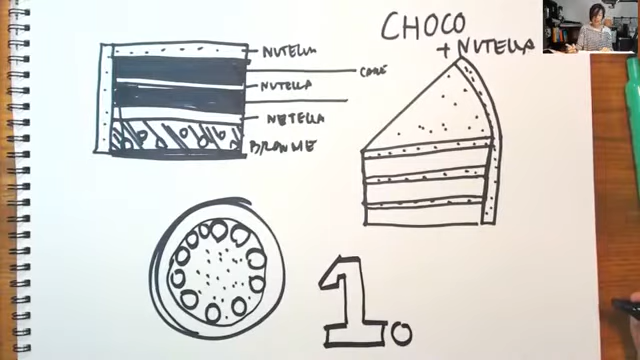 CHOCO
+ NUTELLA
NUTELLA
CAKE
NUTELLA
NUTELLA
BROWNIE
1.